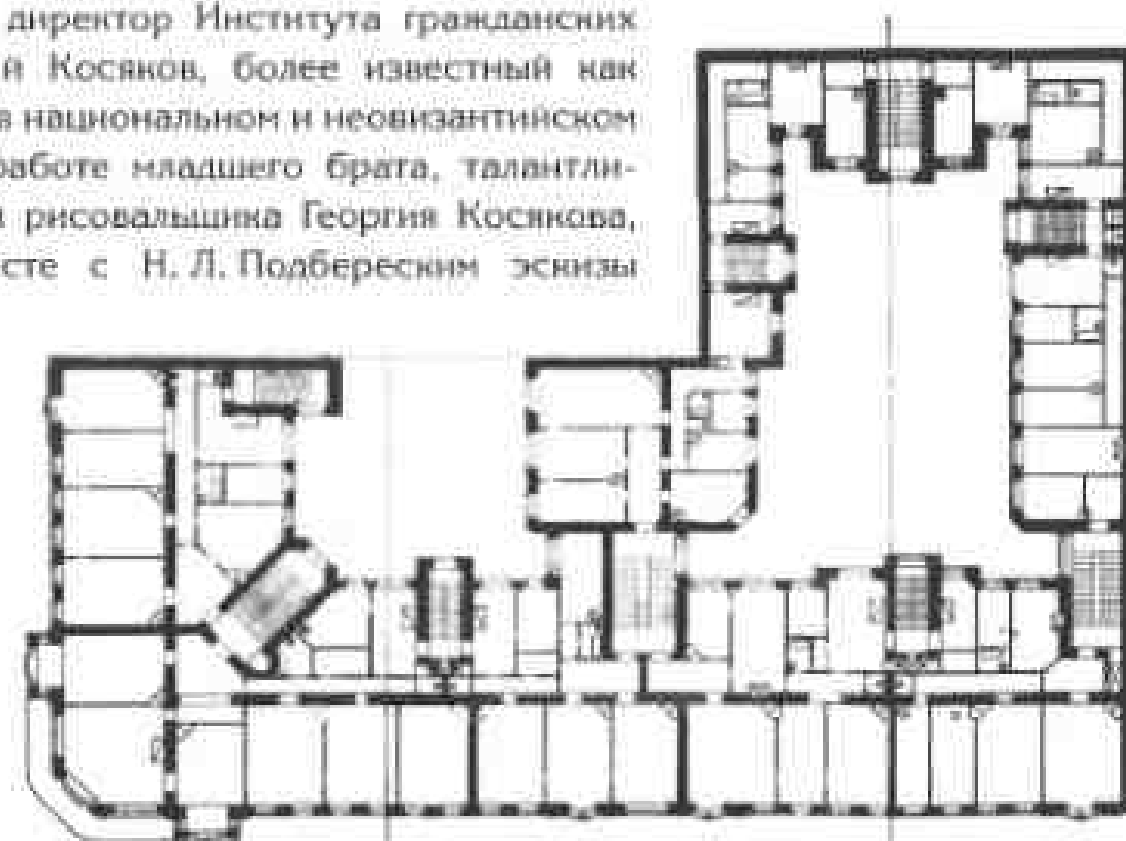 директор Института гражданских
й Косяков, более известный как
в национальном и неовизантийском
работе младшего брата, талантли-
рисовальщика Георгия Косякова,
сте с Н. Л. Подбереским эскизы